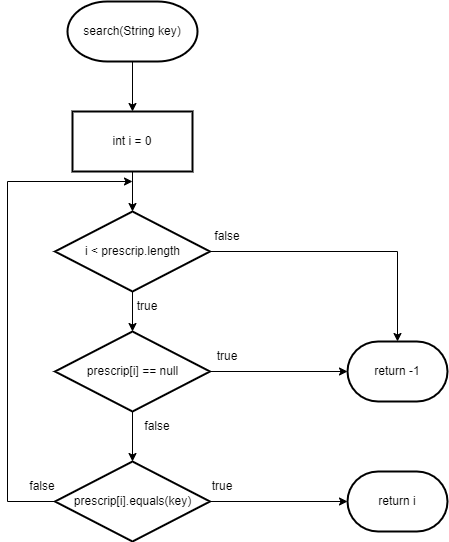 search(String key)
int i = 0
i < prescrip.length
false
true
prescrip[i] == null
true
return -1
false
false
prescrip[i].equals(key)
true
return i